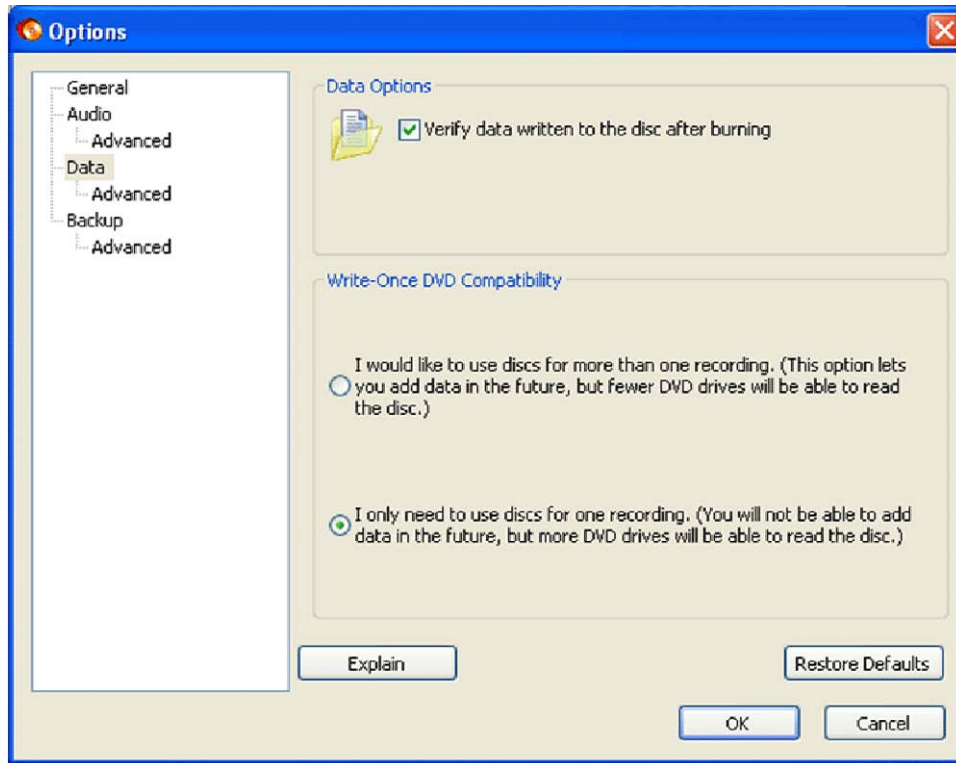 Options
General
Audio
Advanced
Data
Advanced
Backup
Advanced
Data Options
Verify data written to the disc after burning
Write-Once DVD Compatibility
I would like to use discs for more than one recording. (This option lets
you add data in the future, but fewer DVD drives will be able to read
the disc.)
I only need to use discs for one recording. (You will not be able to add
data in the future, but more DVD drives will be able to read the disc.)
Explain
Restore Defaults
OK
Cancel